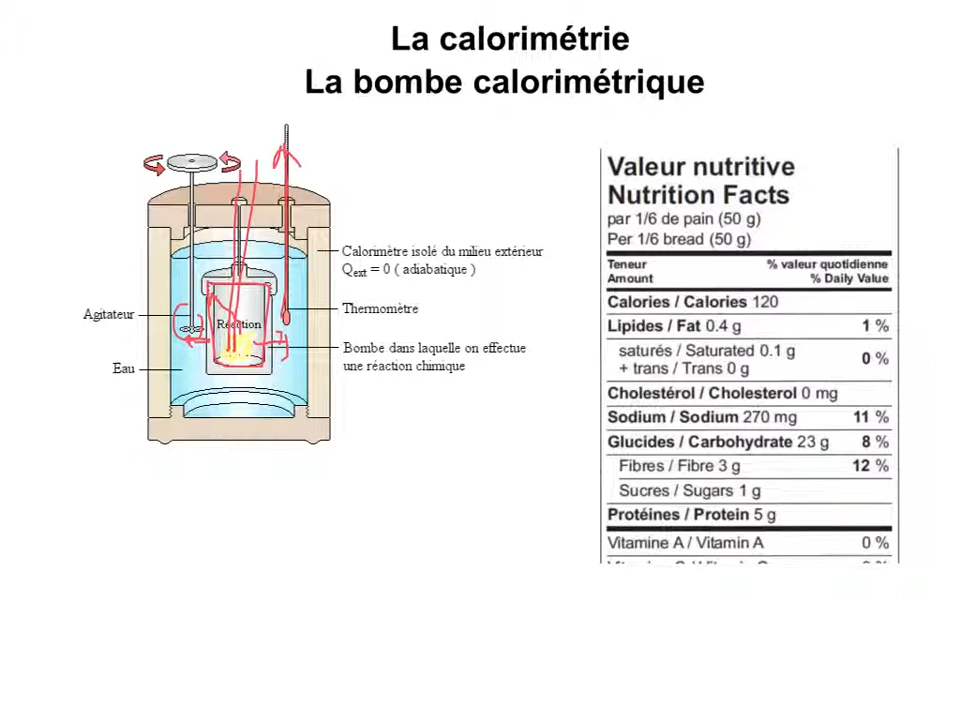 La calorimétrie
La bombe calorimétrique
Calorimètre isolé du milieu extérieur
Qext = 0 ( adiabatique )
Agitateur
Thermomètre
Réaction
Bombe dans laquelle on effectue
une réaction chimique
Eau
Valeur nutritive
Nutrition Facts
par 1/6 de pain (50 g)
Per 1/6 bread (50 g)
Teneur % valeur quotidienne
Amount % Daily Value
Calories / Calories 120
Lipides / Fat 0.4 g 1 %
saturés / Saturated 0.1 g
+ trans / Trans 0 g 0 %
Cholestérol / Cholesterol 0 mg
Sodium / Sodium 270 mg 11 %
Glucides / Carbohydrate 23 g 8 %
Fibres / Fibre 3 g 12 %
Sucres / Sugars 1 g
Protéines / Protein 5 g
Vitamine A / Vitamin A 0 %